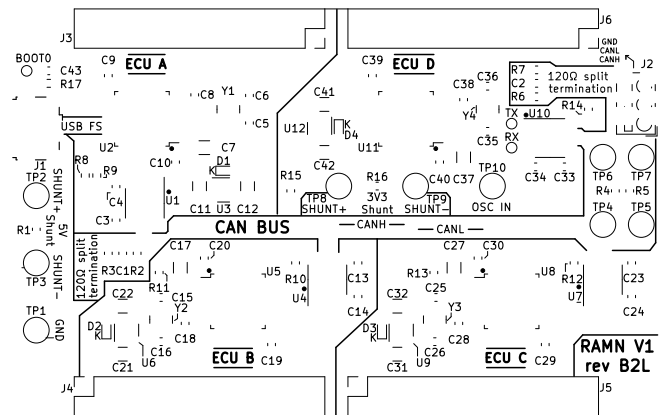 J3
J6
BOOT0
C9
ECU A
C39
ECU D
GND
CANL
CANH
J2
C43
R17
C8
Y1
C6
C5
C41
C38
C36
R7
C2
R6
120Ω split
termination
R14
Y4
TX
U10
USB FS
U12
K
D4
U11
RX
C35
J1
U2
C7
C10
D1
K
C42
C40
C37
TP10
C34
C33
TP6
TP7
TP2
R8
R9
SHUNT+
Shunt
5V
SHUNT-
C4
C3
U1
C11
U3
C12
R15
R16
3V3
Shunt
TP8
SHUNT+
TP9
SHUNT-
OSC IN
R4
R5
TP4
TP5
R1
CAN BUS
CANH
CANL
TP3
120Ω split
termination
R3
C1
R2
C17
C20
U5
R10
U4
C13
C14
C27
C30
R13
U8
R12
U7
C23
C24
R11
C15
Y2
C22
C18
C16
TP1
GND
D2
K
U6
C21
ECU B
C19
C32
C25
Y3
C28
D3
K
U9
C26
C31
ECU C
C29
RAMN V1
rev B2L
J4
J5